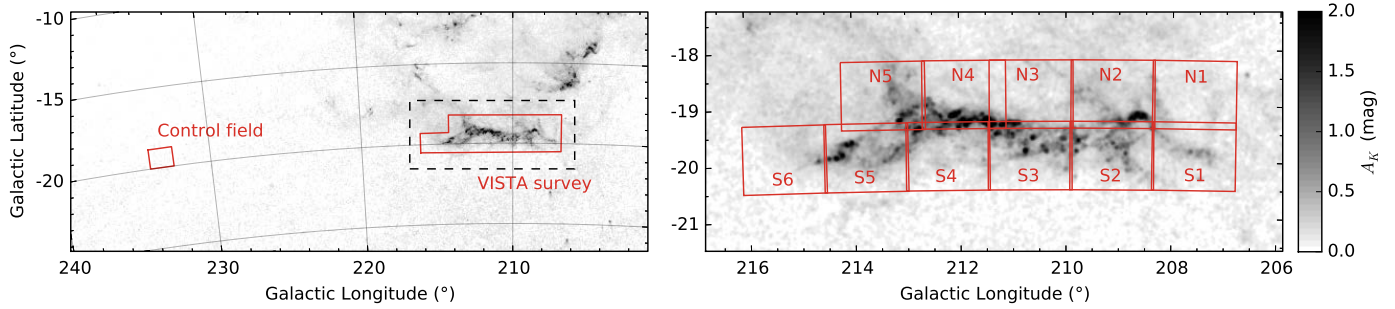 -10
-15
-20
Galactic Latitude (°)
Control field
VISTA survey
240
230
220
210
Galactic Longitude (°)
-18
-19
-20
-21
N5
N4
N3
N2
N1
S6
S5
S4
S3
S2
S1
216
214
212
210
208
206
Galactic Longitude (°)
2.0
1.5
1.0
0.5
0.0
A_K (mag)